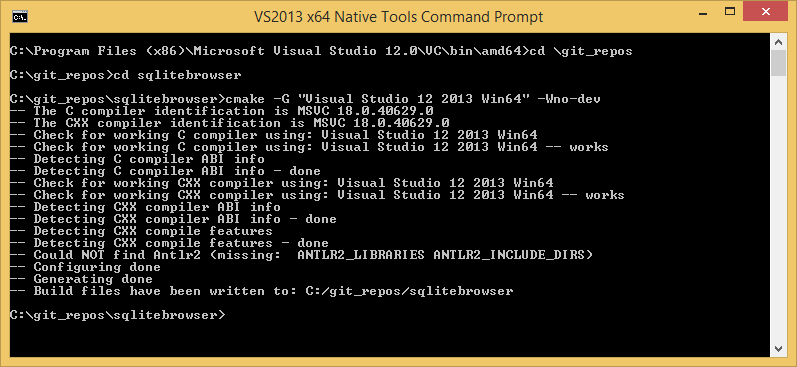 VS2013 x64 Native Tools Command Prompt
C:\Program Files (x86)\Microsoft Visual Studio 12.0\VC\bin\amd64>cd \git_repos
C:\git_repos>cd sqlitebrowser
C:\git_repos\sqlitebrowser>cmake -G "Visual Studio 12 2013 Win64" -Wno-dev
-- The C compiler identification is MSVC 18.0.40629.0
-- The CXX compiler identification is MSVC 18.0.40629.0
-- Check for working C compiler using: Visual Studio 12 2013 Win64
-- Check for working C compiler using: Visual Studio 12 2013 Win64 -- works
-- Detecting C compiler ABI info
-- Detecting C compiler ABI info - done
-- Check for working CXX compiler using: Visual Studio 12 2013 Win64
-- Check for working CXX compiler using: Visual Studio 12 2013 Win64 -- works
-- Detecting CXX compiler ABI info
-- Detecting CXX compiler ABI info - done
-- Detecting CXX compile features
-- Detecting CXX compile features - done
-- Could NOT find Antlr2 (missing:  ANTLR2_LIBRARIES ANTLR2_INCLUDE_DIRS)
-- Configuring done
-- Generating done
-- Build files have been written to: C:/git_repos/sqlitebrowser
C:\git_repos\sqlitebrowser>